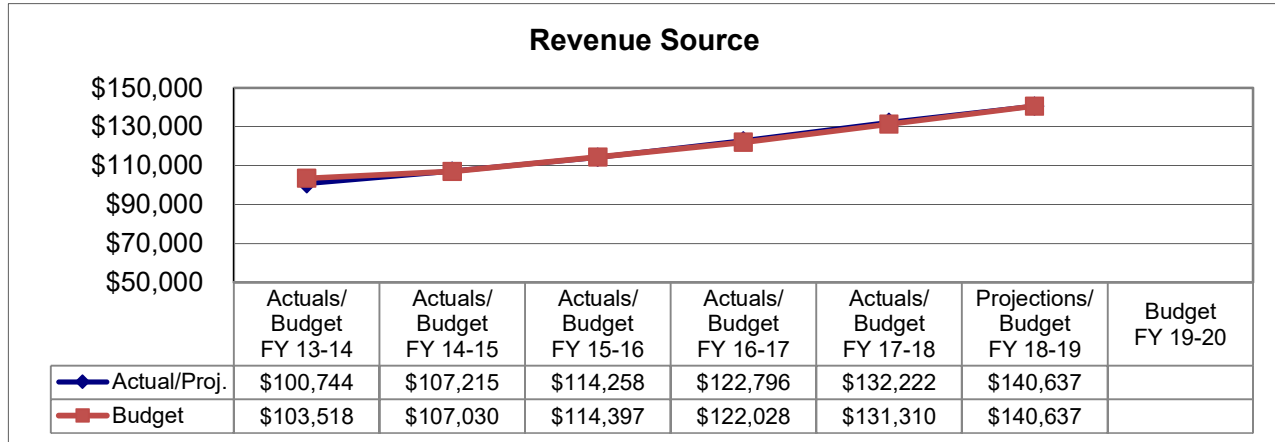 Revenue Source
$150,000
$130,000
$110,000
$90,000
$70,000
$50,000
Actuals/ Actuals/ Actuals/ Actuals/ Actuals/ Projections/
Budget Budget Budget Budget Budget Budget Budget
FY 13-14 FY 14-15 FY 15-16 FY 16-17 FY 17-18 FY 18-19 FY 19-20
Actual/Proj. $100,744 $107,215 $114,258 $122,796 $132,222 $140,637
Budget $103,518 $107,030 $114,397 $122,028 $131,310 $140,637